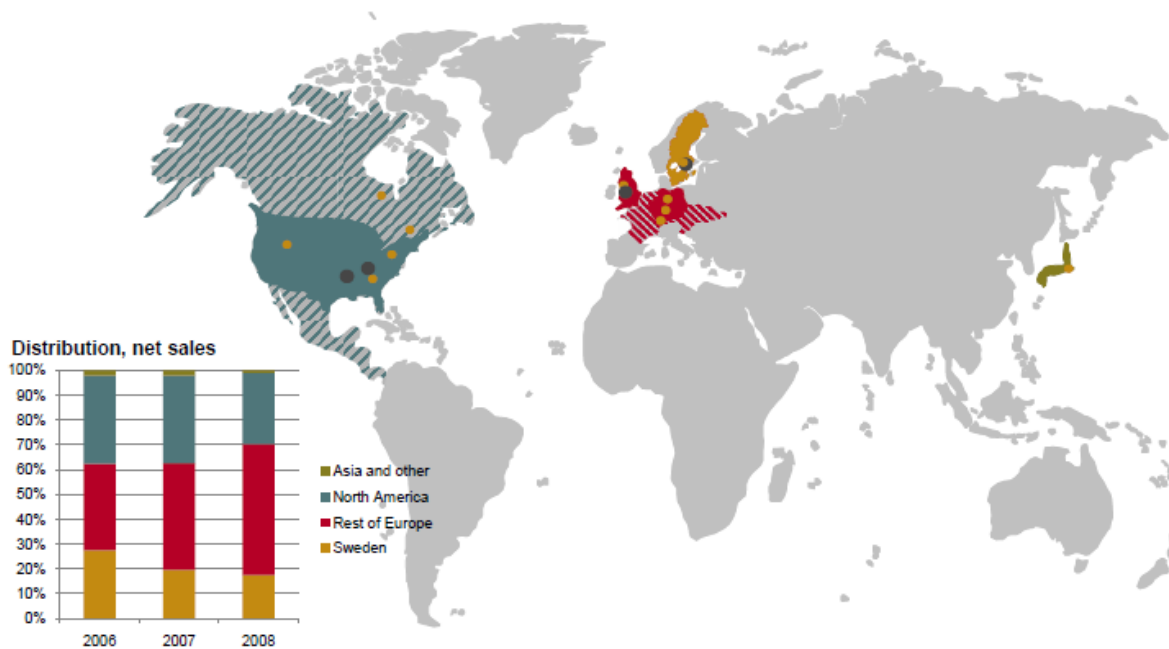 Distribution, net sales
100%
90%
80%
70%
60%
50%
40%
30%
20%
10%
0%
2006 2007 2008
Asia and other
North America
Rest of Europe
Sweden